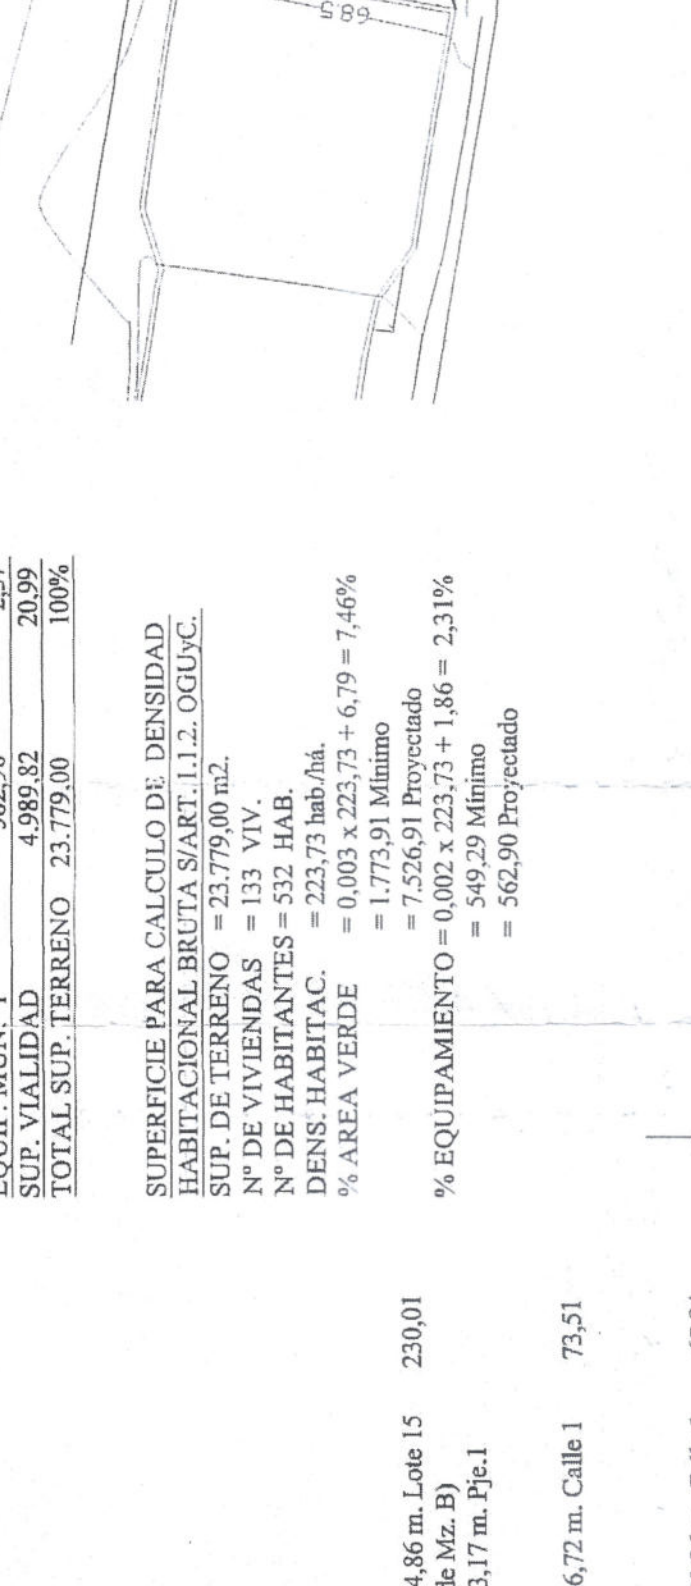 EQUIP. MUN. 1
SUP. VIALIDAD 4.989,82 20,99
TOTAL SUP. TERRENO 23.779,00 100%
SUPERFICIE PARA CALCULO DE DENSIDAD
HABITACIONAL BRUTA S/ART. 1.1.2. OGUyC.
SUP. DE TERRENO = 23.779,00 m2.
Nº DE VIVIENDAS = 133 VIV.
Nº DE HABITANTES = 532 HAB.
DENS. HABITAC. = 223,73 hab./há.
% AREA VERDE = 0,003 x 223,73 + 6,79 = 7,46%
= 1.773,91 Mínimo
= 7.526,91 Proyectado
% EQUIPAMIENTO = 0,002 x 223,73 + 1,86 = 2,31%
= 549,29 Mínimo
= 562,90 Proyectado
4,86 m. Lote 15 230,01
de Mz. B)
3,17 m. Pje.1
6,72 m. Calle 1 73,51
68.5